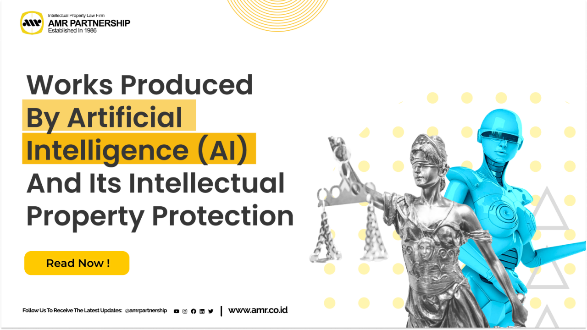 Intellectual Property Law Firm
amr
AMR PARTNERSHIP
Established In 1986
Works Produced
By Artificial
Intelligence (AI)
And Its Intellectual
Property Protection
Read Now !
Follow Us To Receive The Latest Updates: @amrpartnership
www.amr.co.id